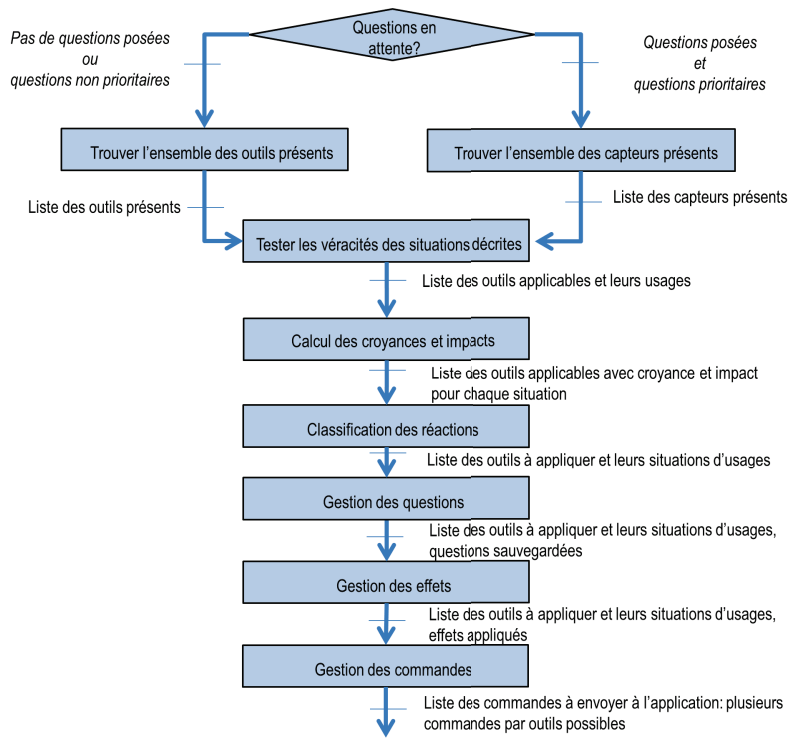 Questions en
attente?
Pas de questions posées
ou
questions non prioritaires
Questions posées
et
questions prioritaires
Trouver l'ensemble des outils présents
Trouver l'ensemble des capteurs présents
Liste des outils présents
Liste des capteurs présents
Tester les véracités des situations décrites
Liste des outils applicables et leurs usages
Calcul des croyances et impacts
Liste des outils applicables avec croyance et impact
pour chaque situation
Classification des réactions
Liste des outils à appliquer et leurs situations d'usages
Gestion des questions
Liste des outils à appliquer et leurs situations d'usages,
questions sauvegardées
Gestion des effets
Liste des outils à appliquer et leurs situations d'usages,
effets appliqués
Gestion des commandes
Liste des commandes à envoyer à l'application: plusieurs
commandes par outils possibles